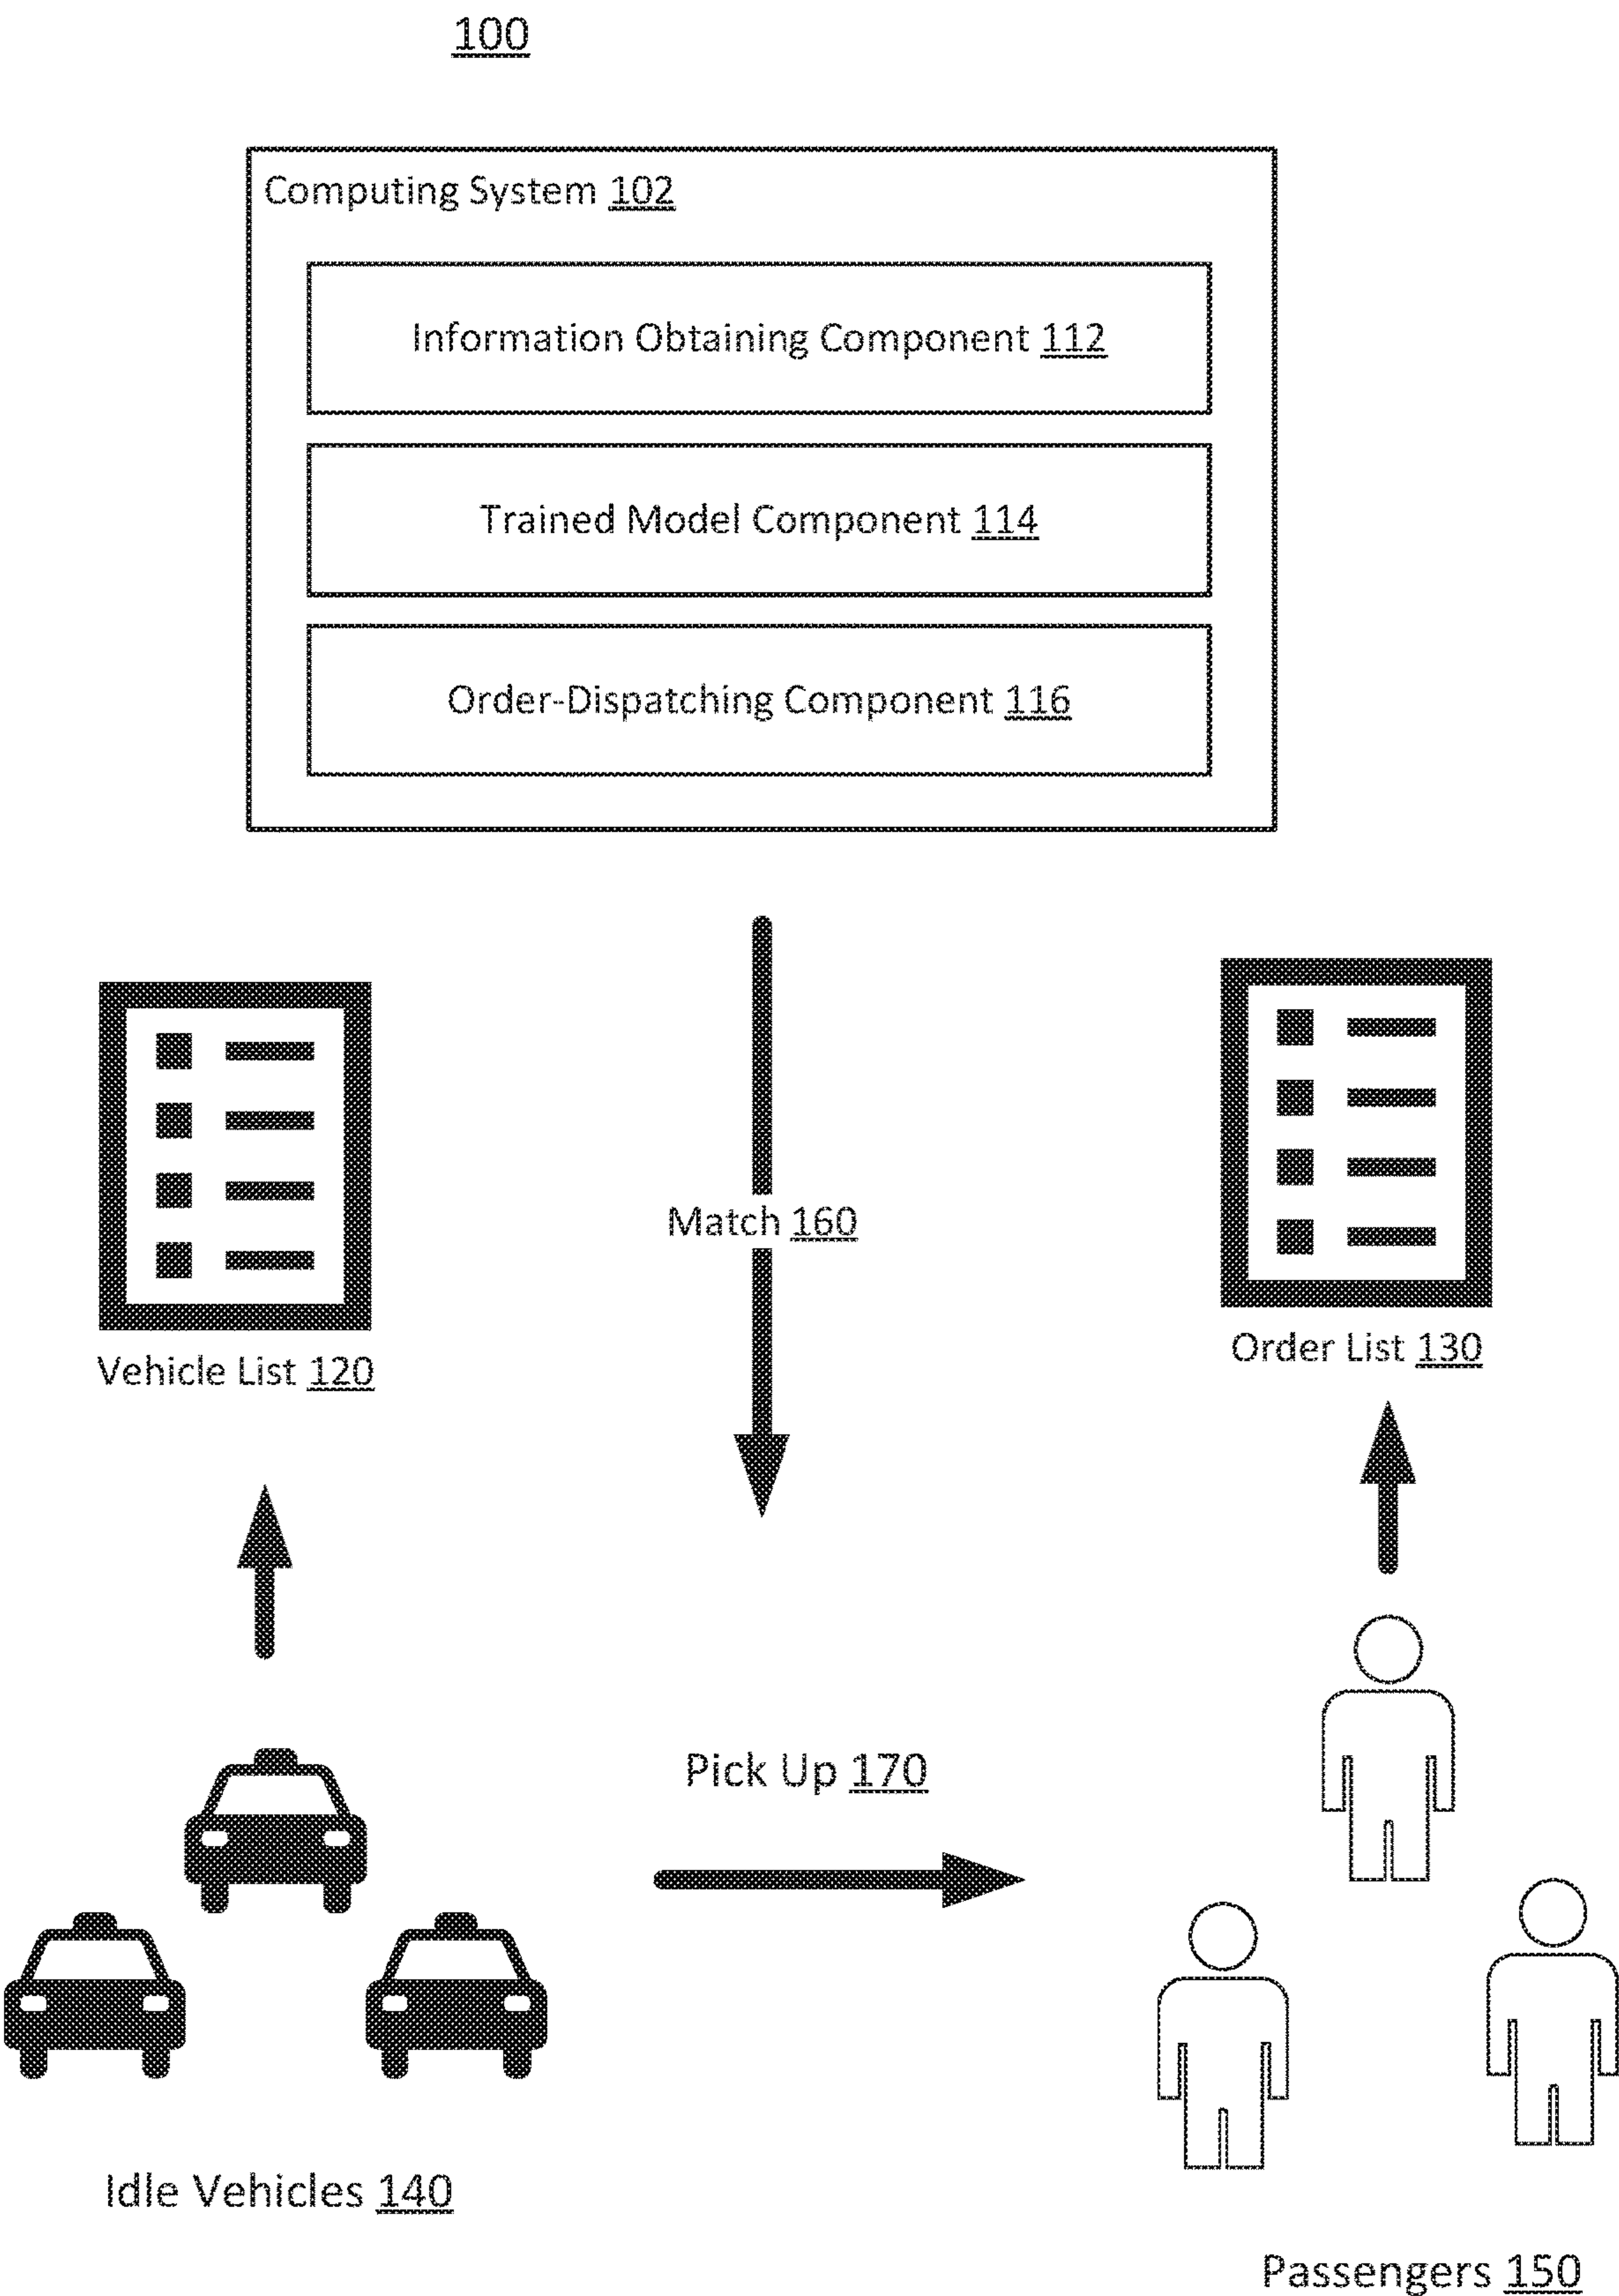 100
Computing System 102
Information Obtaining Component 112
Trained Model Component 114
Order-Dispatching Component 116
Match 160
Vehicle List 120
Order List 130
Pick Up 170
Idle Vehicles 140
Passengers 150